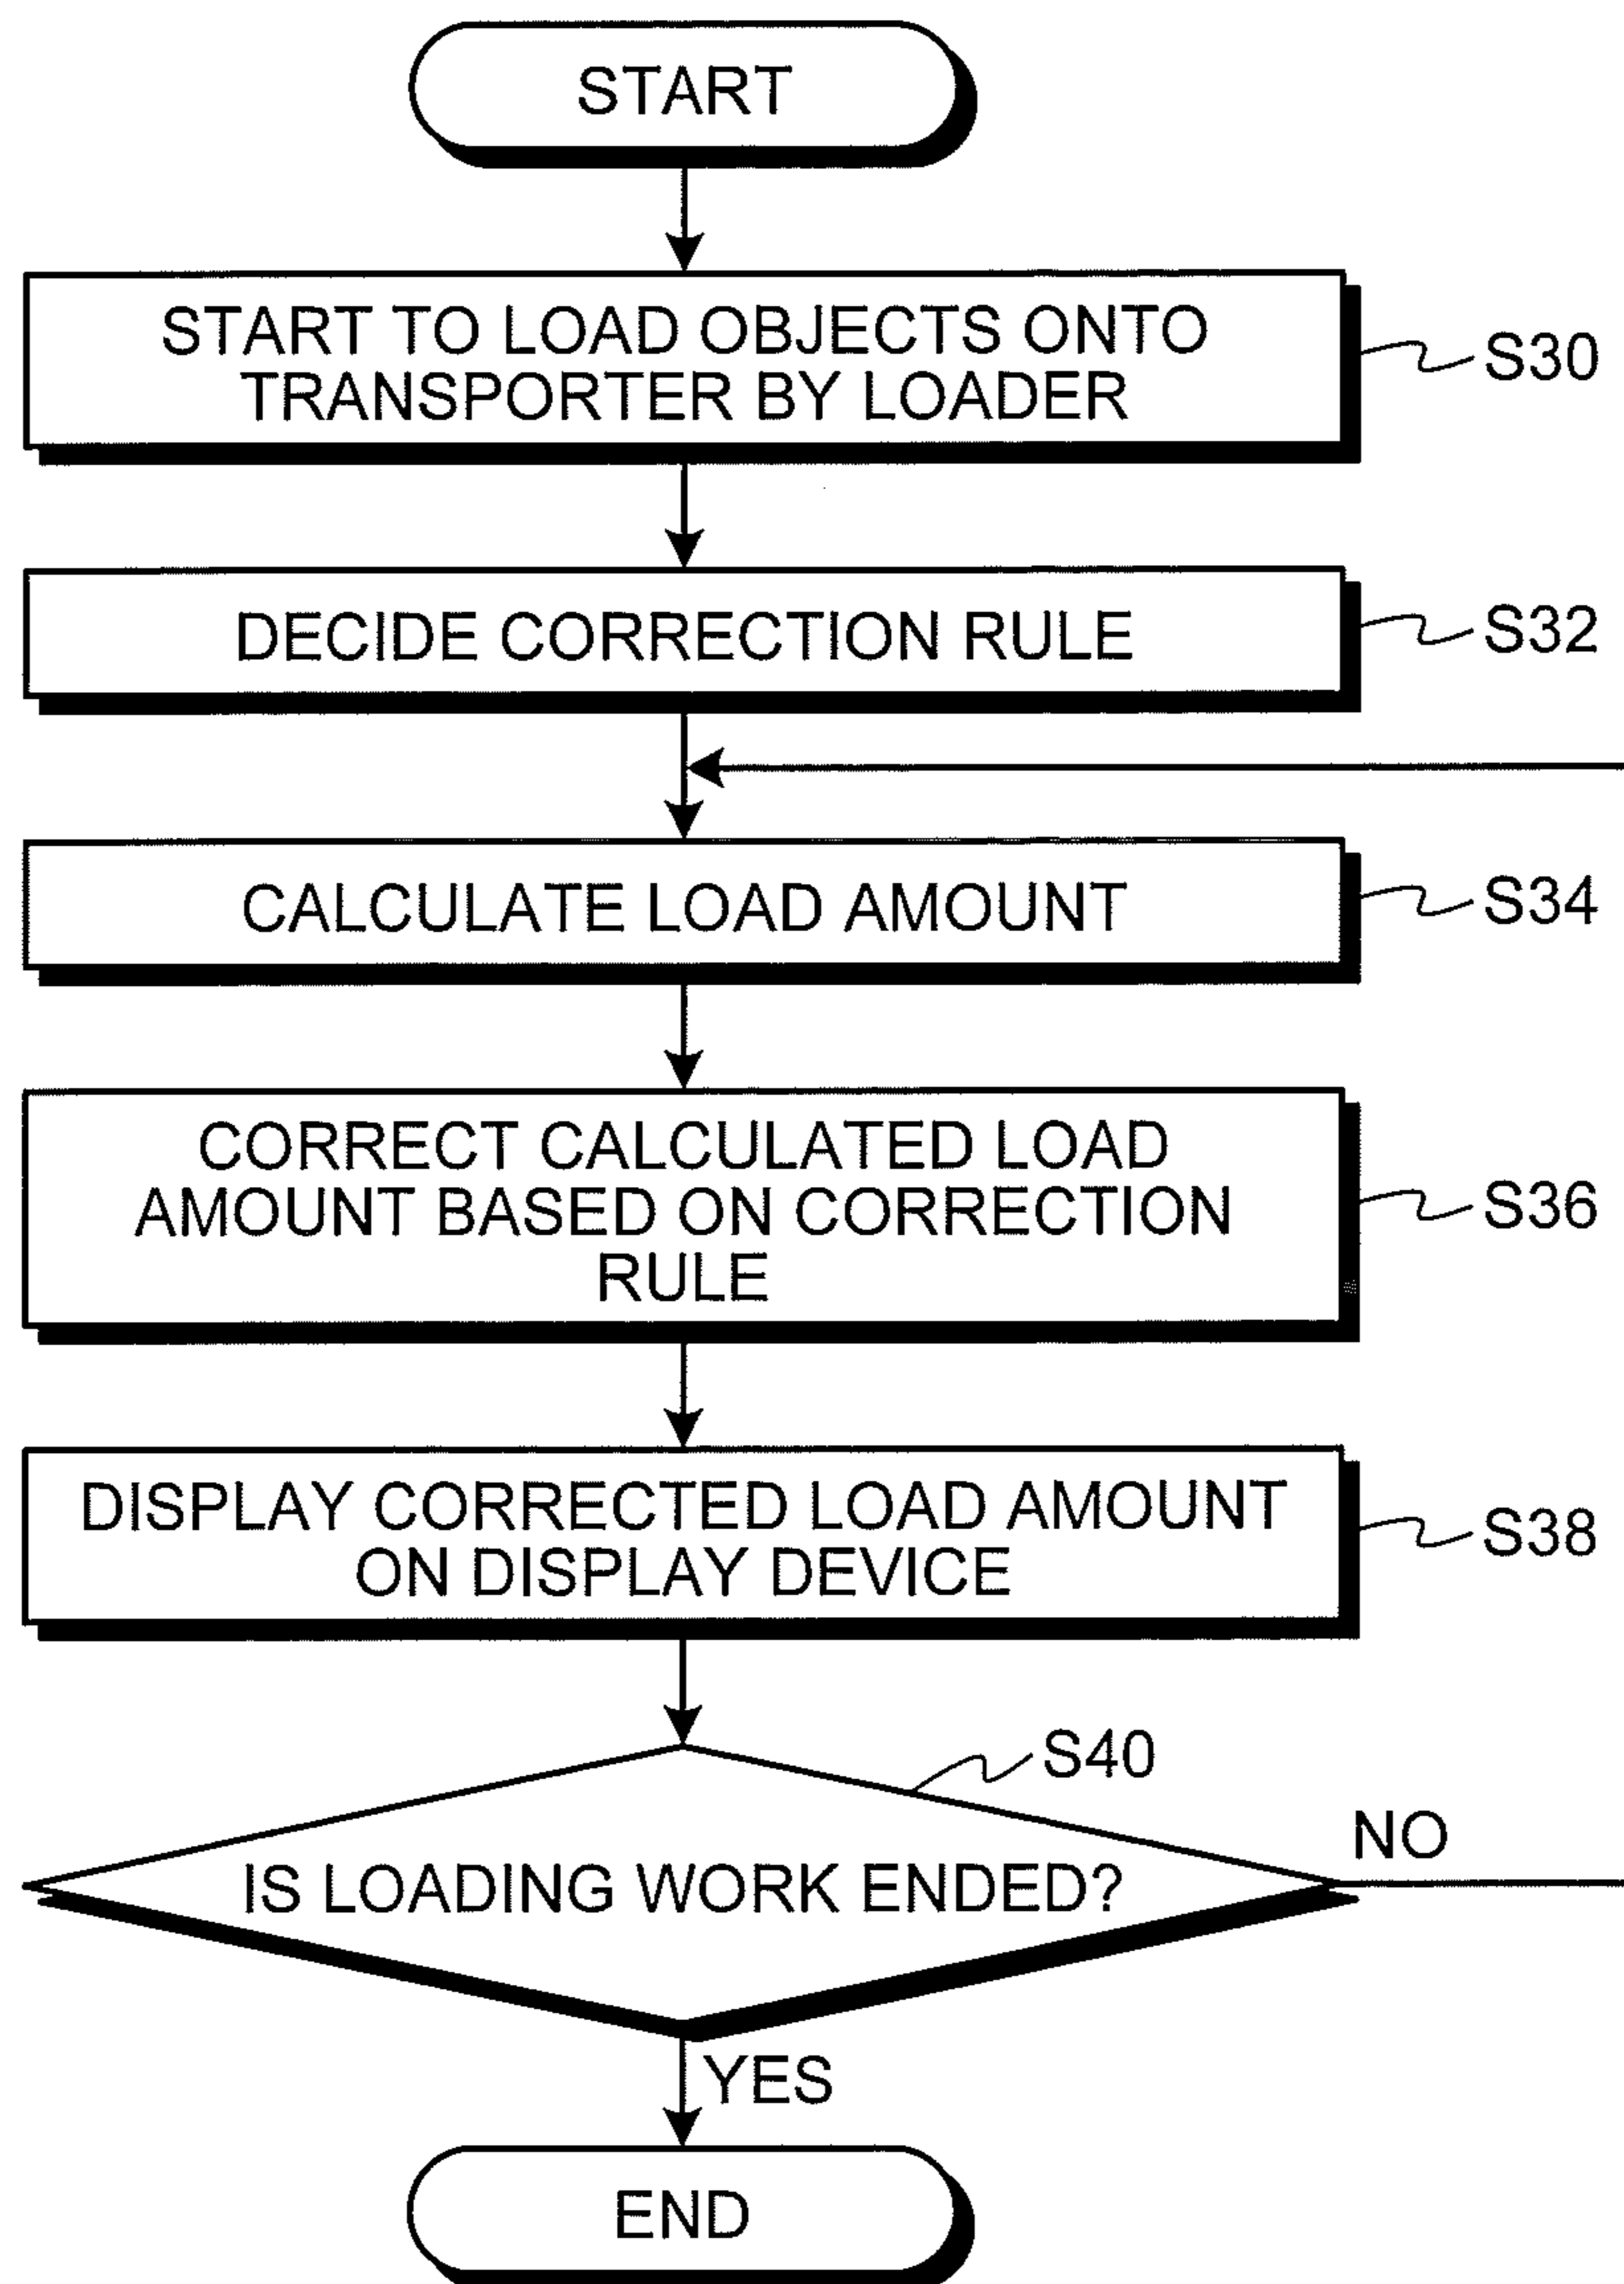 START
START TO LOAD OBJECTS ONTO
TRANSPORTER BY LOADER
S30
DECIDE CORRECTION RULE
S32
CALCULATE LOAD AMOUNT
S34
CORRECT CALCULATED LOAD
AMOUNT BASED ON CORRECTION
RULE
S36
DISPLAY CORRECTED LOAD AMOUNT
ON DISPLAY DEVICE
S38
S40
IS LOADING WORK ENDED?
NO
YES
END